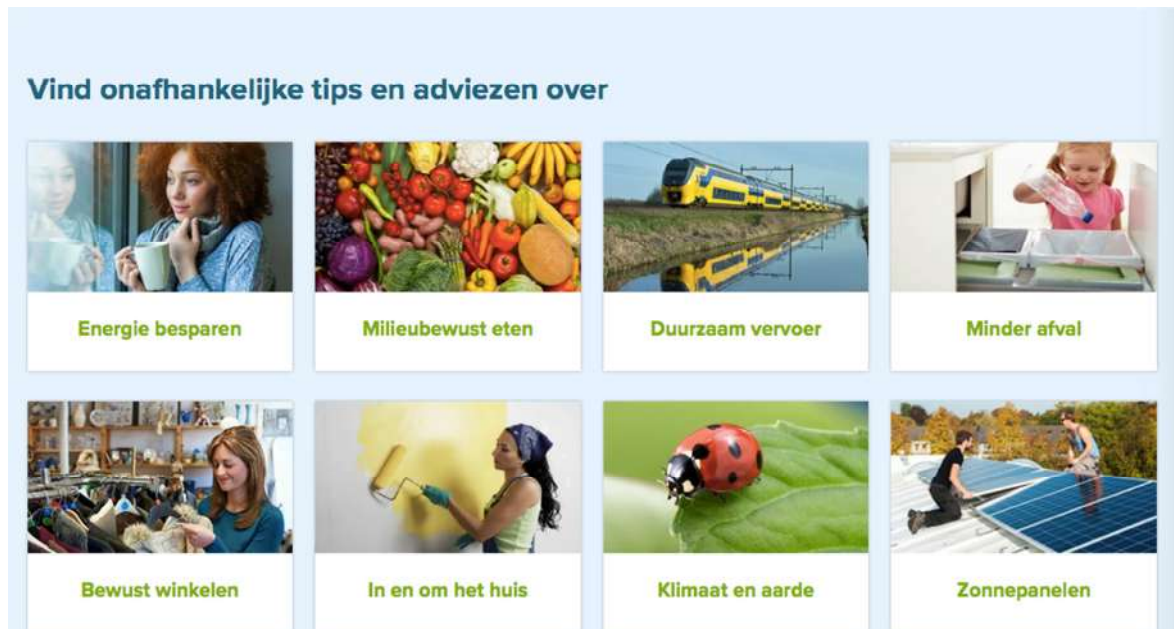 Vind onafhankelijke tips en adviezen over
Energie besparen
Milieubewust eten
Duurzaam vervoer
Minder afval
Bewust winkelen
In en om het huis
Klimaat en aarde
Zonnepanelen